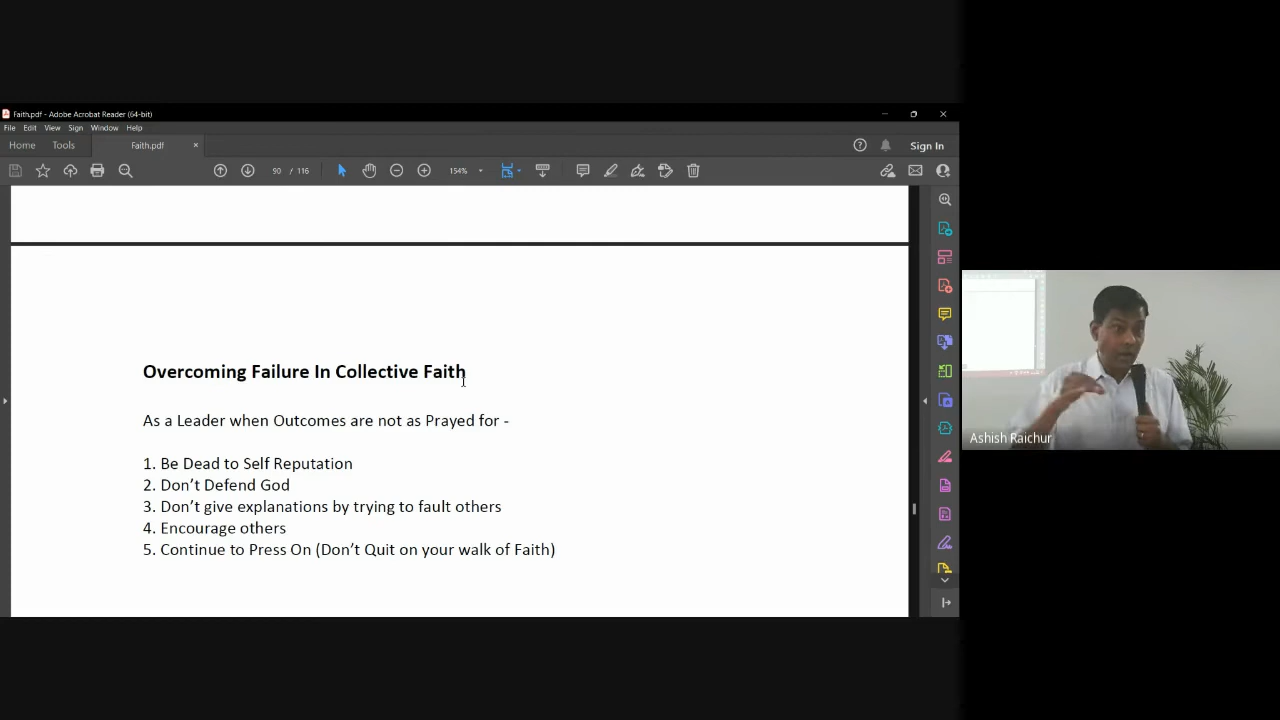 Faith.pdf - Adobe Acrobat Reader (64-bit)
File Edit View Sign Window Help
Home Tools Faith.pdf × Sign In
90 / 116 154%
Overcoming Failure In Collective Faith
As a Leader when Outcomes are not as Prayed for -
1. Be Dead to Self Reputation
2. Don’t Defend God
3. Don’t give explanations by trying to fault others
4. Encourage others
5. Continue to Press On (Don’t Quit on your walk of Faith)
Ashish Raichur